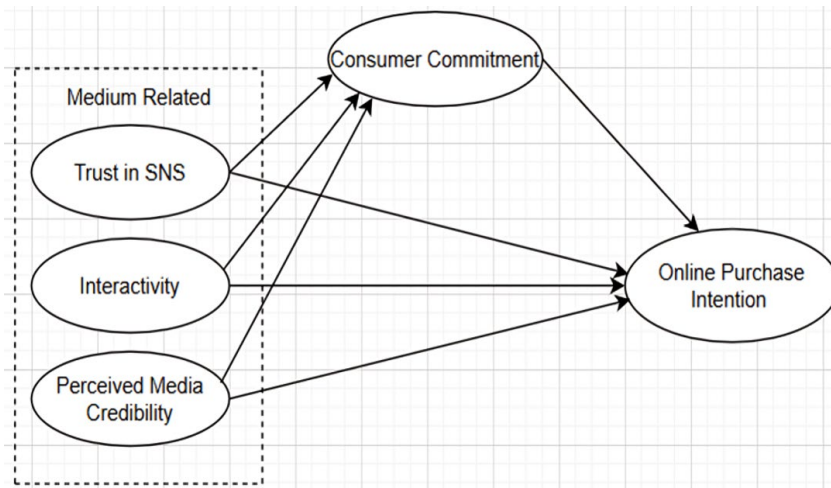 Consumer Commitment
Medium Related
Trust in SNS
Interactivity
Online Purchase
Intention
Perceived Media
Credibility